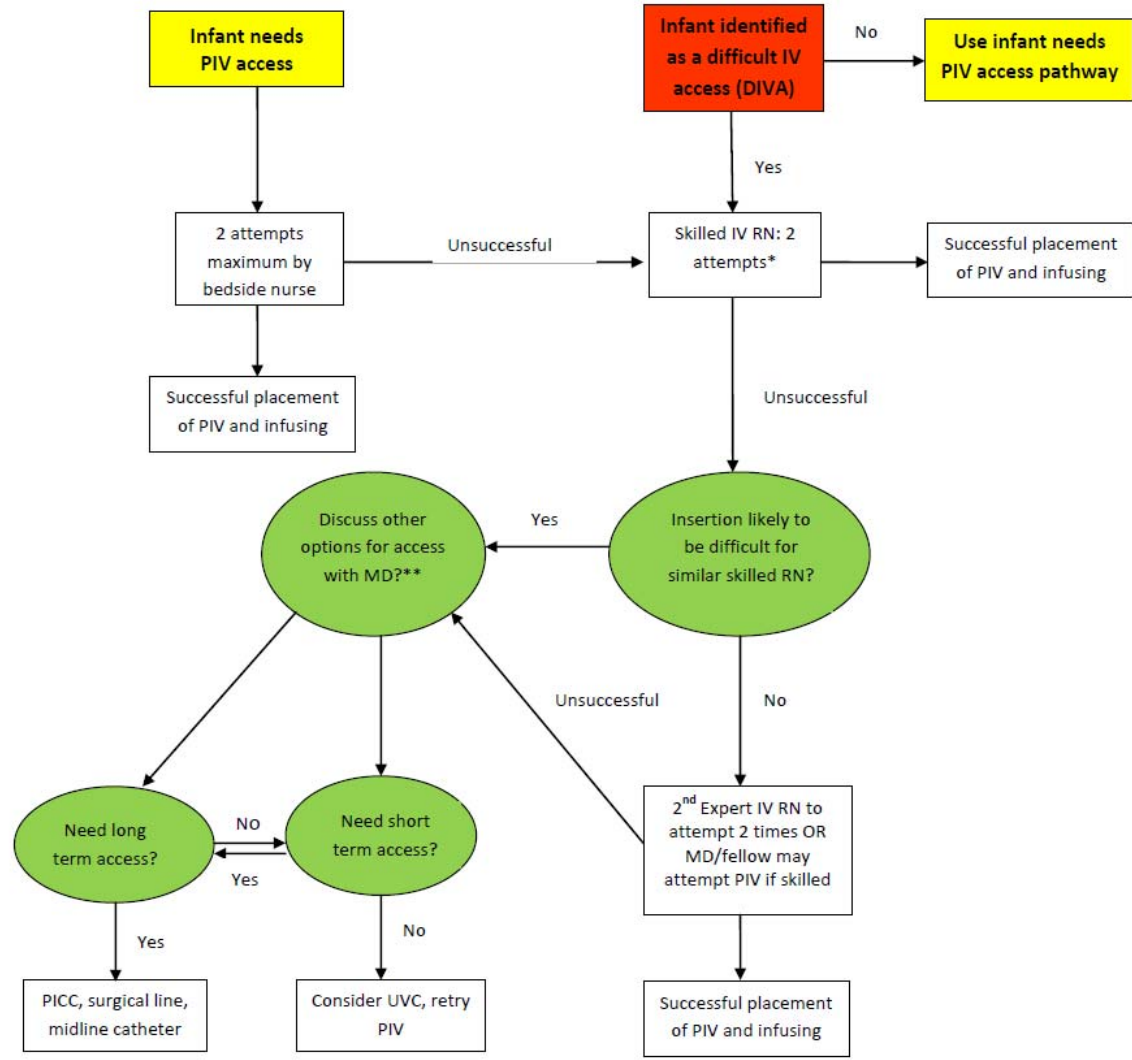 Infant needs
PIV access
Infant identified
as a difficult IV
access (DIVA)
No
Use infant needs
PIV access pathway
Yes
2 attempts
maximum by
bedside nurse
Unsuccessful
Skilled IV RN: 2
attempts*
Successful placement
of PIV and infusing
Successful placement
of PIV and infusing
Unsuccessful
Discuss other
options for access
with MD?**
Yes
Insertion likely to
be difficult for
similar skilled RN?
Unsuccessful
No
Need long
term access?
NO
Yes
Need short
term access?
2nd Expert IV RN to
attempt 2 times OR
MD/fellow may
attempt PIV if skilled
Yes
No
PICC, surgical line,
midline catheter
Consider UVC, retry
PIV
Successful placement
of PIV and infusing